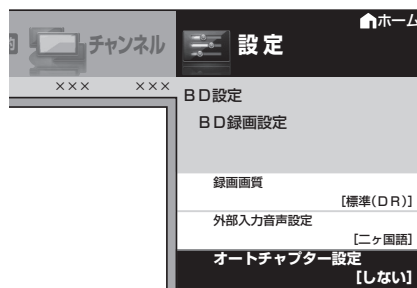 ホーム
チャンネル
設定
××× ×××
BD設定
BD録画設定
録画画質
[標準(DR)]
外部入力音声設定
[二ヶ国語]
オートチャプター設定
[しない]